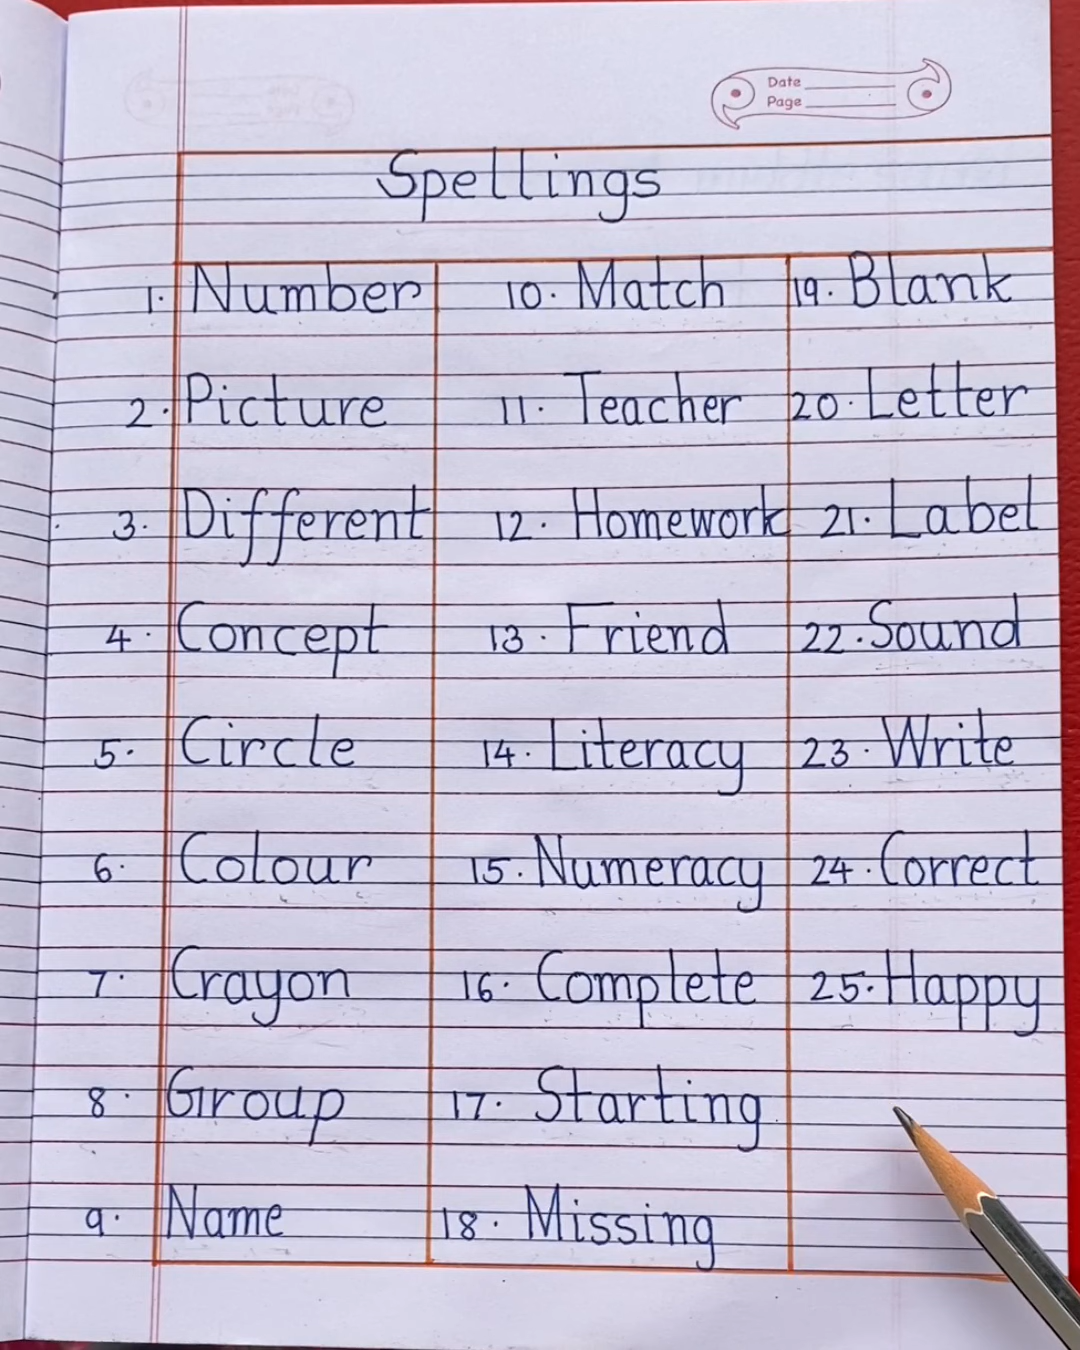 Date
Page
Spellings
1. Number
2. Picture
3. Different
4. Concept
5. Circle
6. Colour
7. Crayon
8. Group
9. Name
10. Match
11. Teacher
12. Homework
13. Friend
14. Literacy
15. Numeracy
16. Complete
17. Starting
18. Missing
19. Blank
20. Letter
21. Label
22. Sound
23. Write
24. Correct
25. Happy